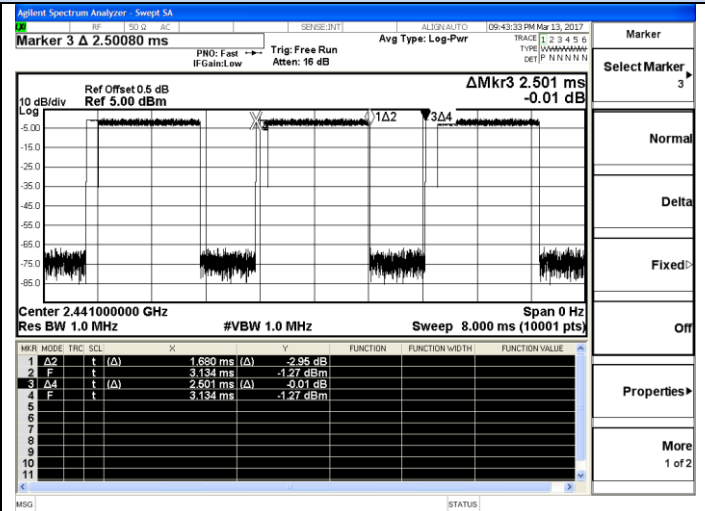 Agilent Spectrum Analyzer - Swept SA
RF 50 Ω AC SENSE:INT ALIGN AUTO 09:43:33 PM Mar 13, 2017
Marker 3 Δ 2.50080 ms
PNO: Fast
IFGain:Low
Trig: Free Run
Atten: 16 dB
Avg Type: Log-Pwr
TRACE 1 2 3 4 5 6
TYPE WWWWWW
DET P N N N N N
Ref Offset 0.5 dB
Ref 5.00 dBm
10 dB/div
Log
ΔMkr3 2.501 ms
-0.01 dB
-5.00
-15.0
-25.0
-35.0
-45.0
-55.0
-65.0
-75.0
-85.0
1Δ2
3Δ4
Center 2.441000000 GHz
Span 0 Hz
Res BW 1.0 MHz
#VBW 1.0 MHz
Sweep 8.000 ms (10001 pts)
MKR MODE TRC SCL X Y FUNCTION FUNCTION WIDTH FUNCTION VALUE
1 Δ2 t (Δ) 1.680 ms (Δ) -2.95 dB
2 F t 3.134 ms -1.27 dBm
3 Δ4 t (Δ) 2.501 ms (Δ) -0.01 dB
4 F t 3.134 ms -1.27 dBm
5
6
7
8
9
10
11
MSG
STATUS
Marker
Select Marker
3
Normal
Delta
Fixed
Off
Properties
More
1 of 2